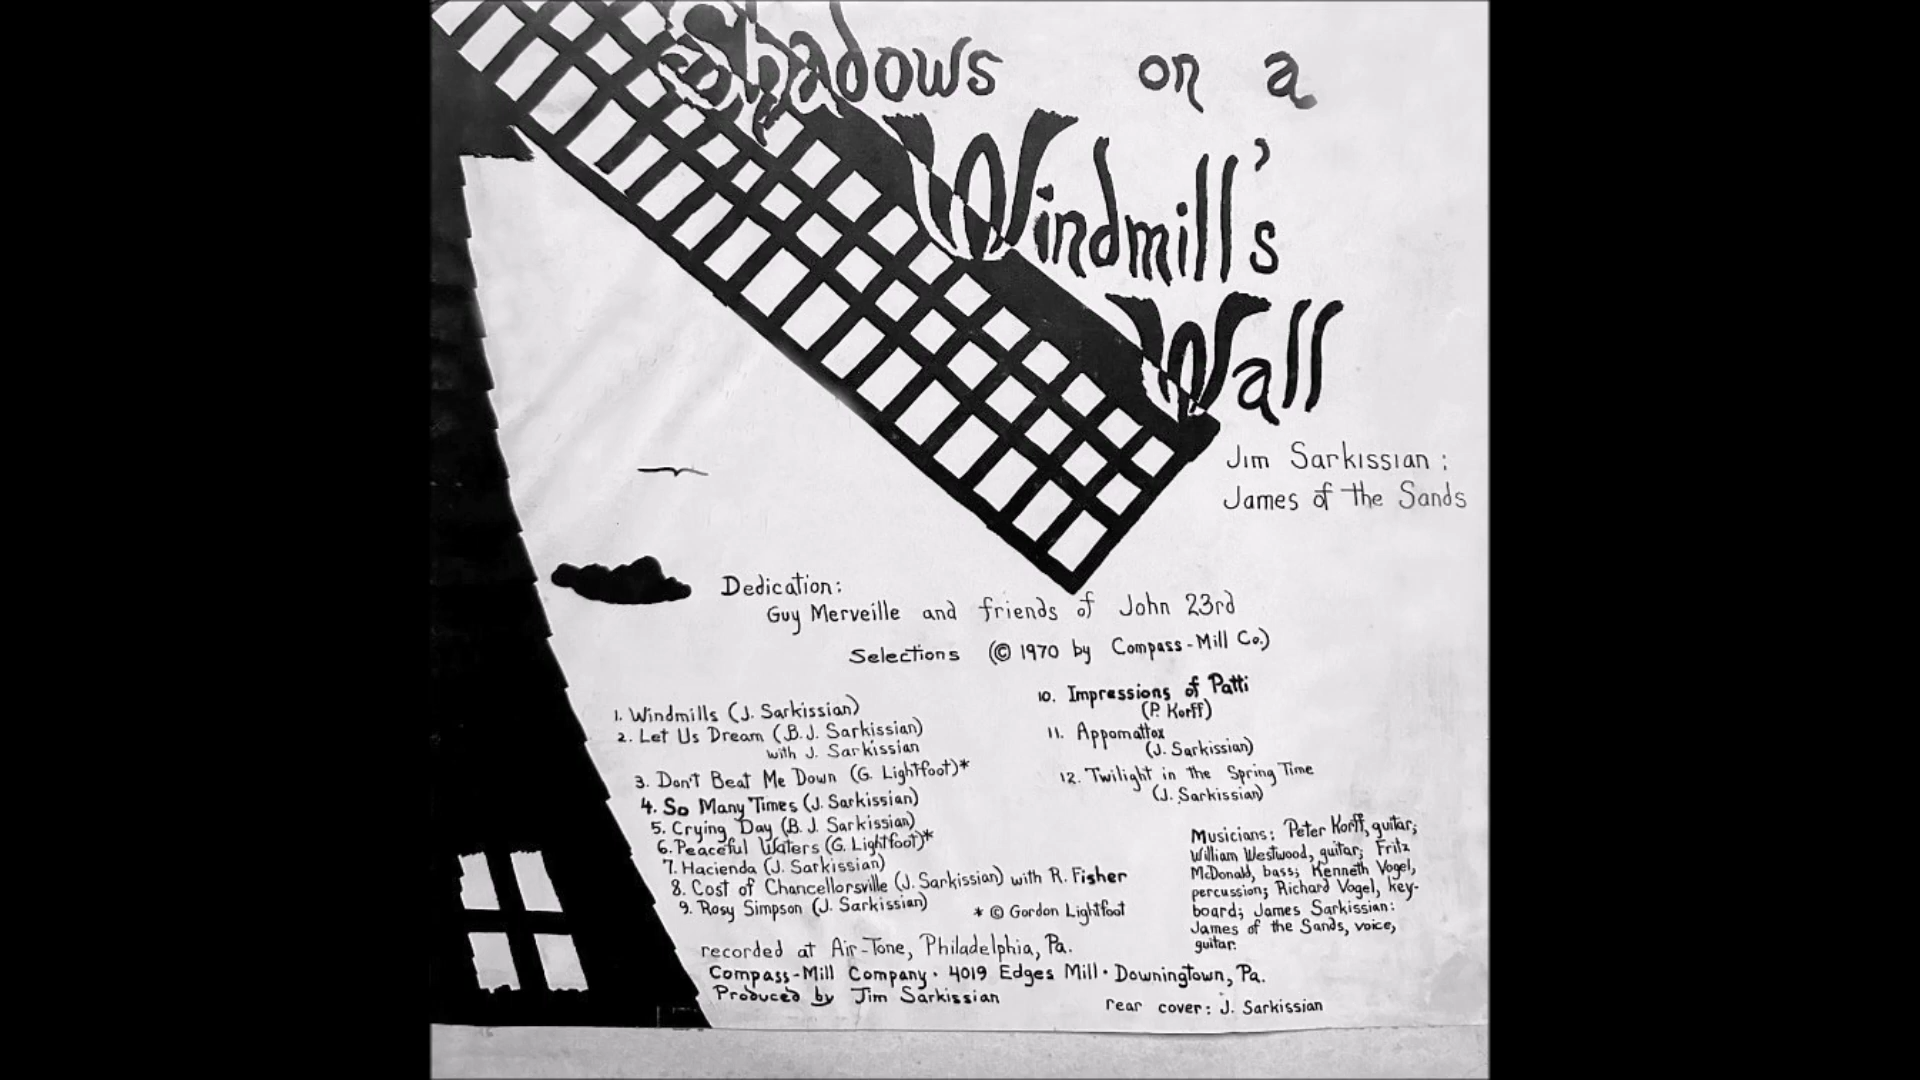 Shadows on a
Windmill's
Wall
Jim Sarkissian:
James of the Sands
Dedication:
Guy Merveille and friends of John 23rd
Selections (© 1970 by Compass-Mill Co.)
1. Windmills (J. Sarkissian)
2. Let Us Dream (B.J. Sarkissian)
with J. Sarkissian
3. Don't Beat Me Down (G. Lightfoot)*
4. So Many Times (J. Sarkissian)
5. Crying Day (B.J. Sarkissian)
6. Peaceful Waters (G. Lightfoot)*
7. Hacienda (J. Sarkissian)
8. Cost of Chancellorsville (J. Sarkissian) with R. Fisher
9. Rosy Simpson (J. Sarkissian)
* © Gordon Lightfoot
10. Impressions of Patti
(P. Korff)
11. Appomattox
(J. Sarkissian)
12. Twilight in the Spring Time
(J. Sarkissian)
Musicians: Peter Korff, guitar;
William Westwood, guitar; Fritz
McDonald, bass; Kenneth Vogel,
percussion; Richard Vogel, key-
board; James Sarkissian:
James of the Sands, voice,
guitar.
recorded at Air-Tone, Philadelphia, Pa.
Compass-Mill Company · 4019 Edges Mill · Downingtown, Pa.
Produced by Jim Sarkissian
rear cover: J. Sarkissian